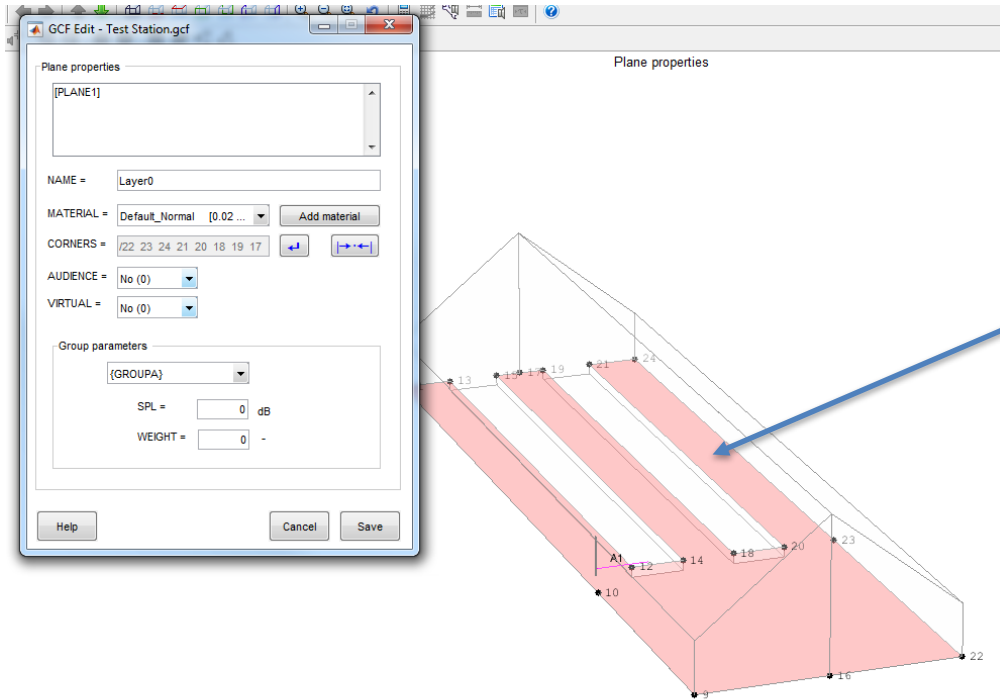 GCF Edit - Test Station.gcf
Plane properties
Plane properties
[PLANE1]
NAME = Layer0
MATERIAL = Default_Normal [0.02 ... Add material
CORNERS = /22 23 24 21 20 18 19 17
AUDIENCE = No (0)
VIRTUAL = No (0)
Group parameters
{GROUPA}
SPL = 0 dB
WEIGHT = 0 -
Help Cancel Save
24
21
19
17
15
13
23
20
18
14
A1
12
10
22
16
9